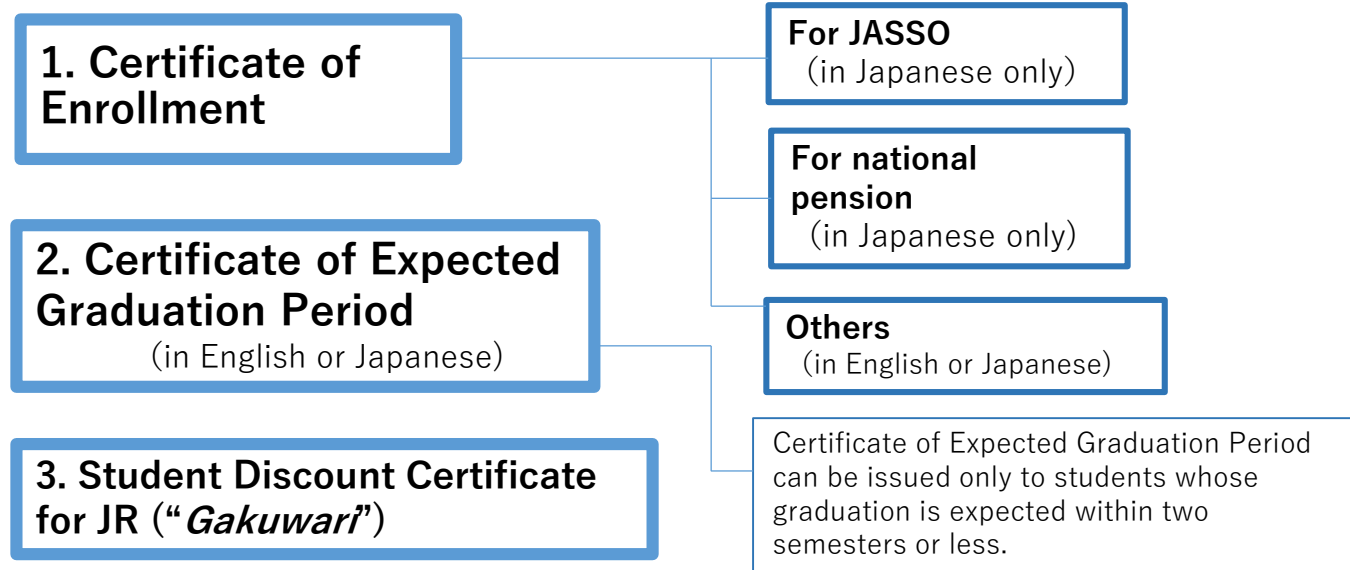 1. Certificate of
Enrollment
For JASSO
（in Japanese only）
For national
pension
（in Japanese only）
Others
（in English or Japanese）
2. Certificate of Expected
Graduation Period
（in English or Japanese）
Certificate of Expected Graduation Period
can be issued only to students whose
graduation is expected within two
semesters or less.
3. Student Discount Certificate
for JR (“Gakuwari”)